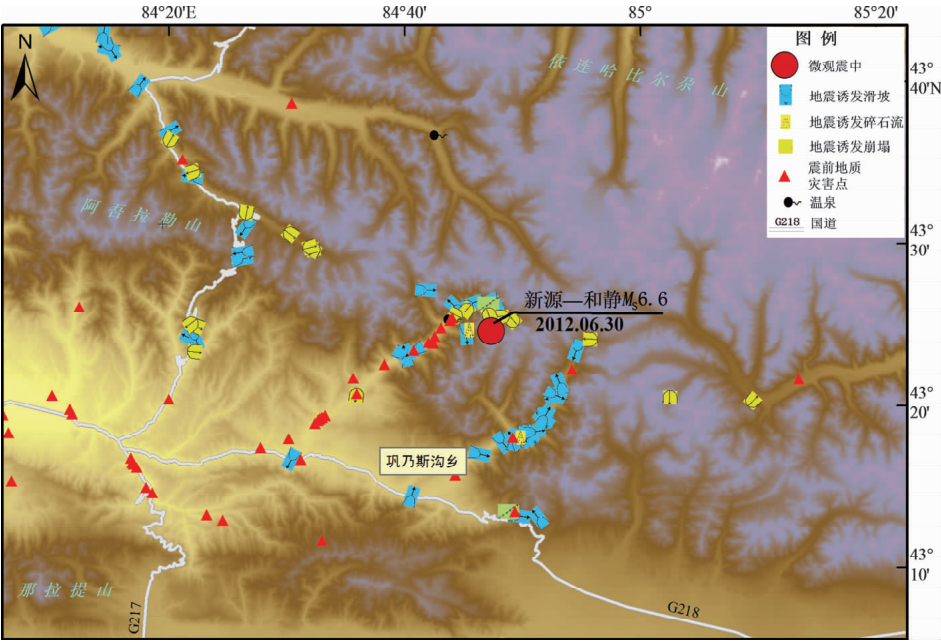 84°20′E
84°40′
85°
85°20′
N
图 例
微观震中
地震诱发滑坡
地震诱发碎石流
地震诱发崩塌
震前地质
灾害点
温泉
G218 国道
43°
40′N
43°
30′
43°
20′
43°
10′
依连哈比尔尕山
阿吾拉勒山
新源—和静Ms6.6
2012.06.30
巩乃斯沟乡
那拉提山
G217
G218